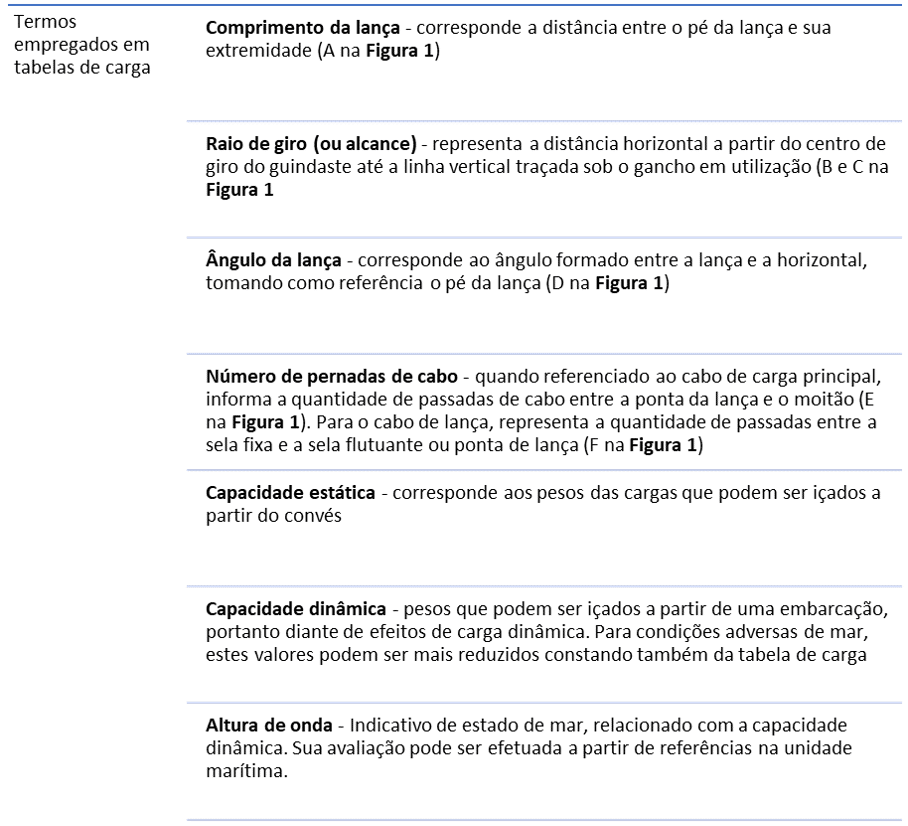 Termos
empregados em
tabelas de carga
Comprimento da lança - corresponde a distância entre o pé da lança e sua
extremidade (A na Figura 1)
Raio de giro (ou alcance) - representa a distância horizontal a partir do centro de
giro do guindaste até a linha vertical traçada sob o gancho em utilização (B e C na
Figura 1
Ângulo da lança - corresponde ao ângulo formado entre a lança e a horizontal,
tomando como referência o pé da lança (D na Figura 1)
Número de pernadas de cabo - quando referenciado ao cabo de carga principal,
informa a quantidade de passadas de cabo entre a ponta da lança e o moitão (E
na Figura 1). Para o cabo de lança, representa a quantidade de passadas entre a
sela fixa e a sela flutuante ou ponta de lança (F na Figura 1)
Capacidade estática - corresponde aos pesos das cargas que podem ser içados a
partir do convés
Capacidade dinâmica - pesos que podem ser içados a partir de uma embarcação,
portanto diante de efeitos de carga dinâmica. Para condições adversas de mar,
estes valores podem ser mais reduzidos constando também da tabela de carga
Altura de onda - Indicativo de estado de mar, relacionado com a capacidade
dinâmica. Sua avaliação pode ser efetuada a partir de referências na unidade
marítima.